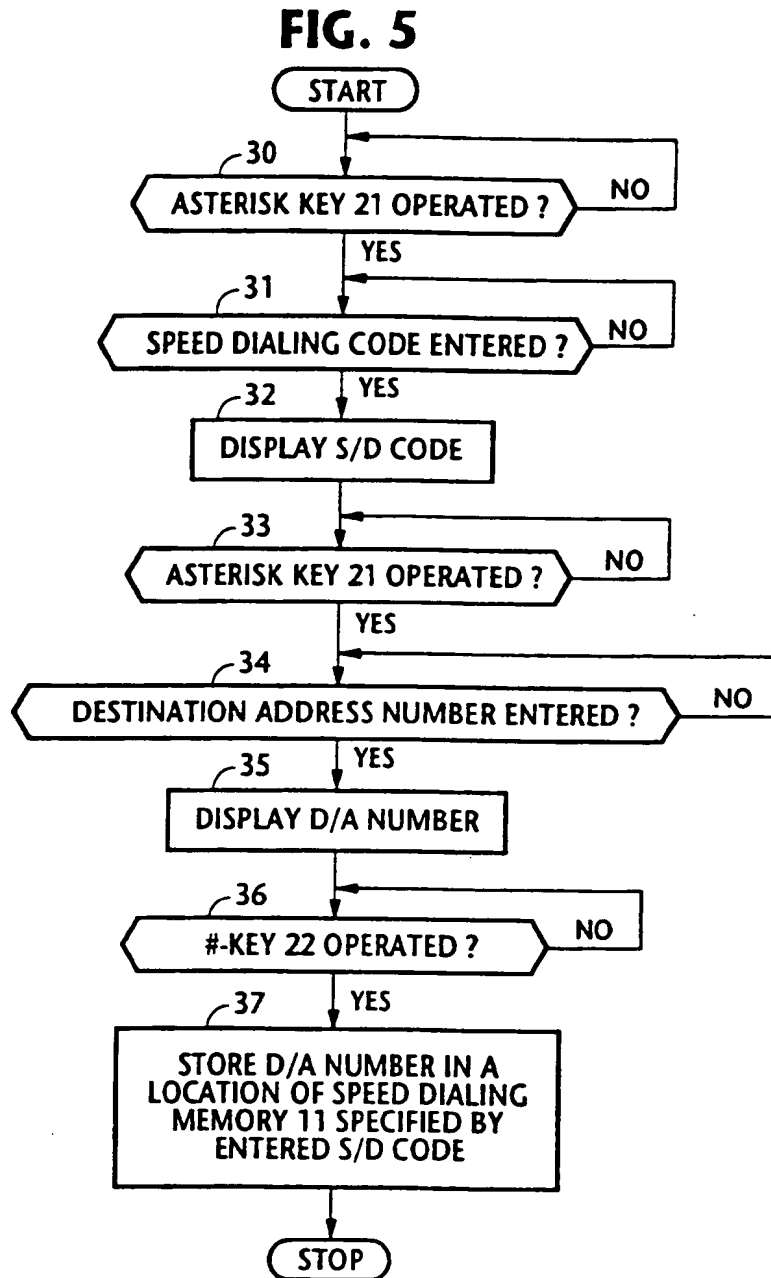 FIG. 5
START
30
ASTERISK KEY 21 OPERATED ?
NO
YES
31
SPEED DIALING CODE ENTERED ?
NO
YES
32
DISPLAY S/D CODE
33
ASTERISK KEY 21 OPERATED ?
NO
YES
34
DESTINATION ADDRESS NUMBER ENTERED ?
NO
YES
35
DISPLAY D/A NUMBER
36
#-KEY 22 OPERATED ?
NO
YES
37
STORE D/A NUMBER IN A
LOCATION OF SPEED DIALING
MEMORY 11 SPECIFIED BY
ENTERED S/D CODE
STOP